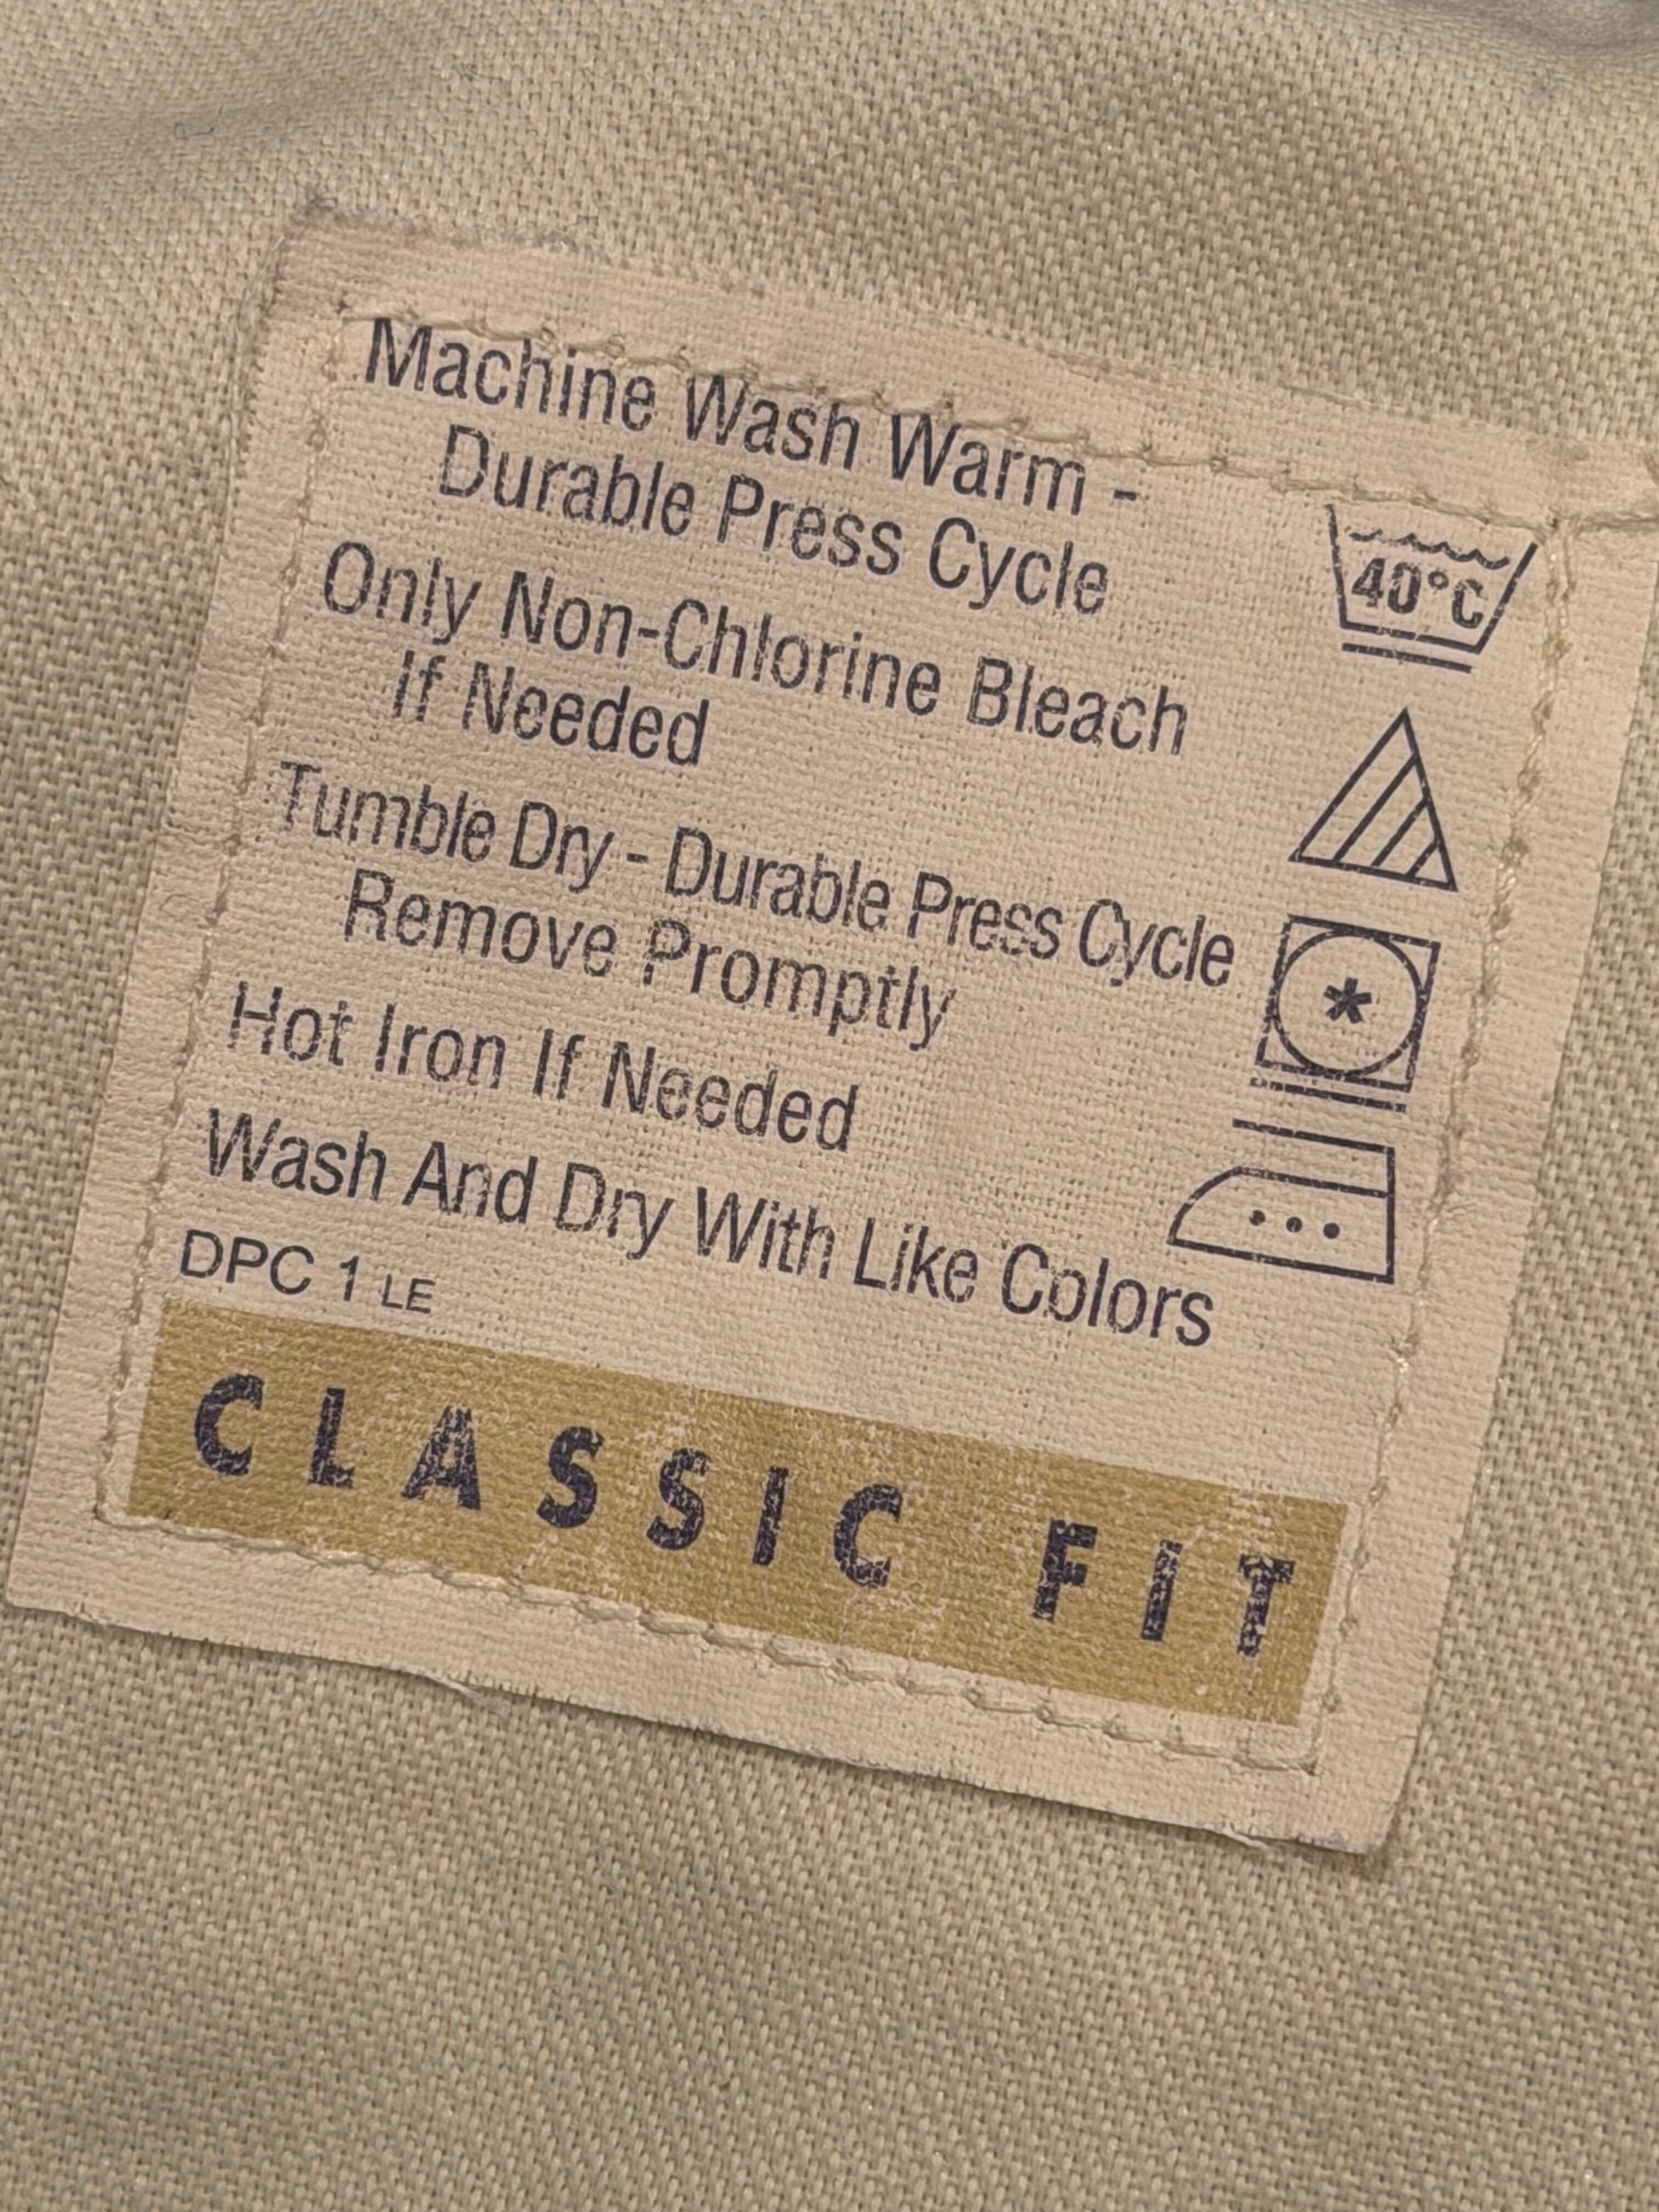 Machine Wash Warm -
Durable Press Cycle
40°C
Only Non-Chlorine Bleach
If Needed
Tumble Dry - Durable Press Cycle
Remove Promptly
*
Hot Iron If Needed
Wash And Dry With Like Colors
DPC 1 LE
CLASSIC FIT